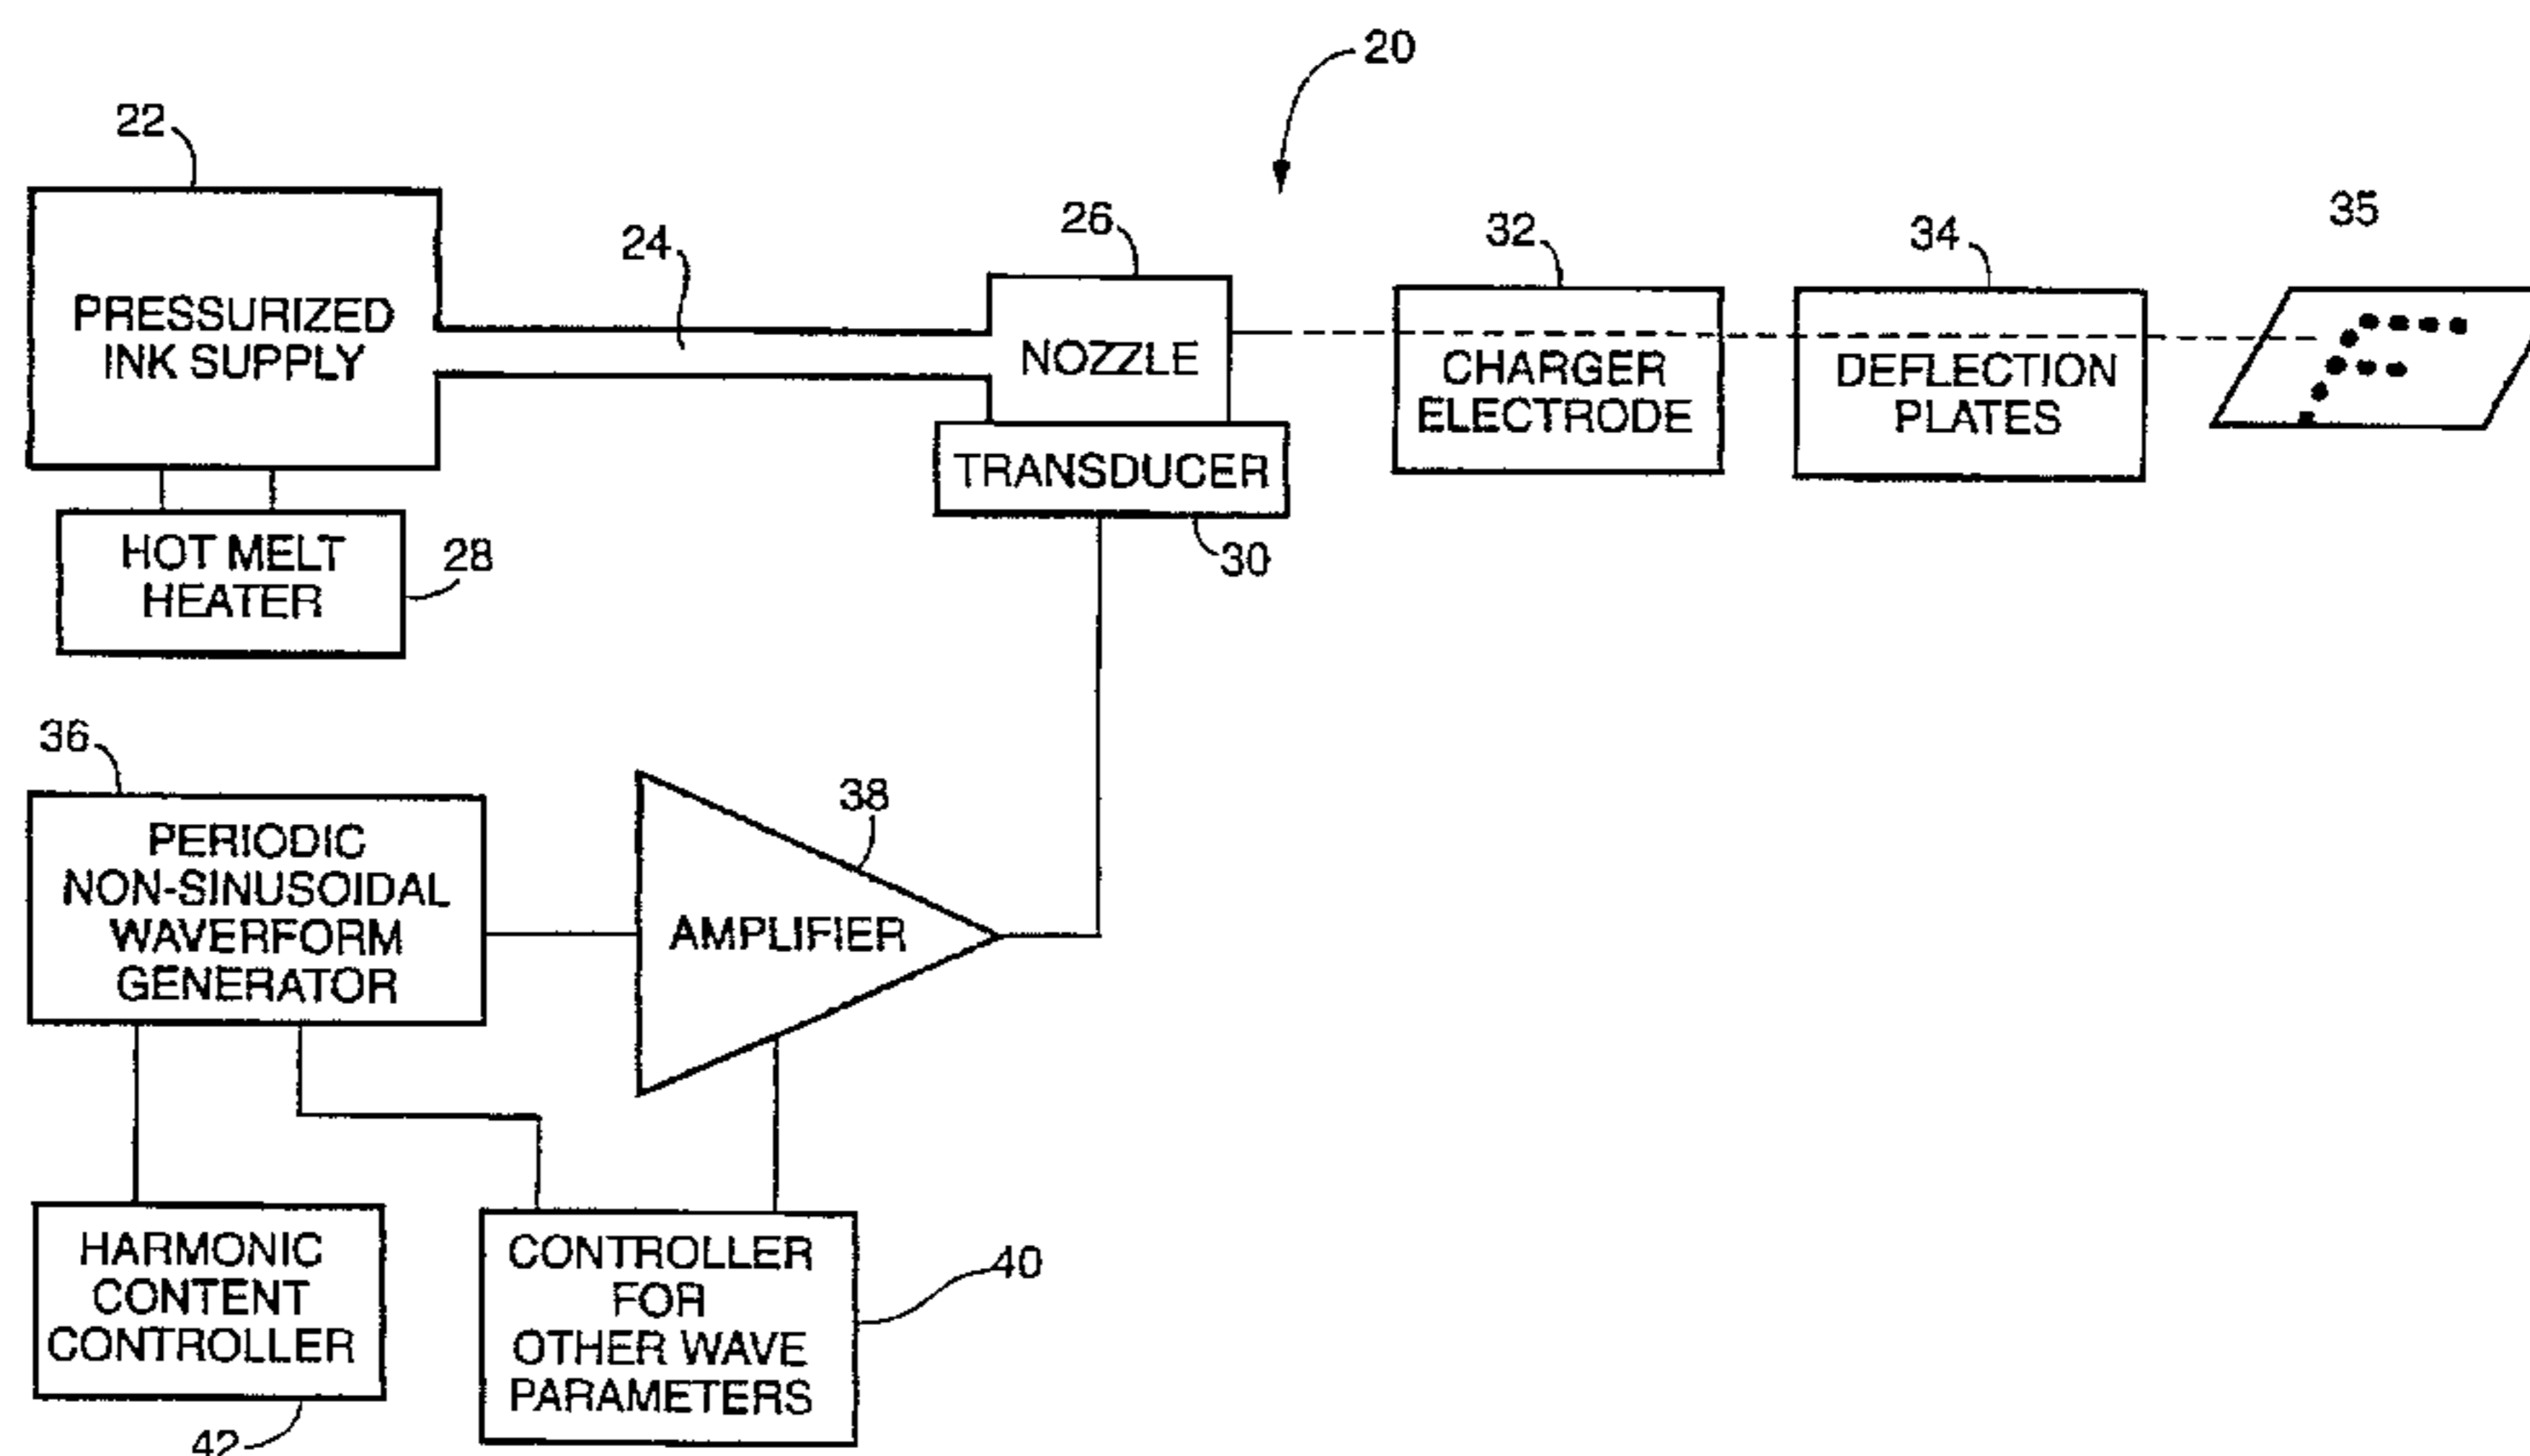 20
22
24
26
32
34
35
PRESSURIZED
INK SUPPLY
NOZZLE
CHARGER
ELECTRODE
DEFLECTION
PLATES
TRANSDUCER
30
HOT MELT
HEATER
28
36
38
PERIODIC
NON-SINUSOIDAL
WAVERFORM
GENERATOR
AMPLIFIER
HARMONIC
CONTENT
CONTROLLER
CONTROLLER
FOR
OTHER WAVE
PARAMETERS
40
42